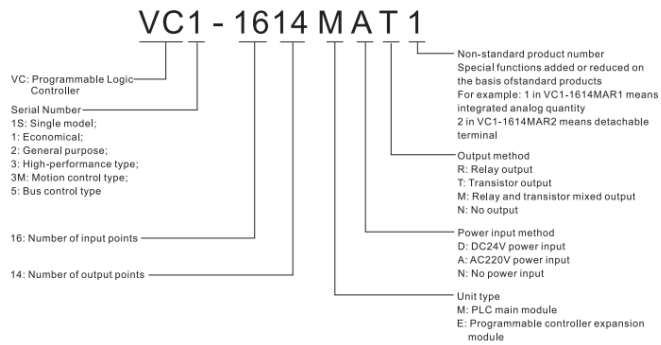 VC1 - 1614 M A T 1
VC: Programmable Logic
Controller
Serial Number
1S: Single model;
1: Economical;
2: General purpose;
3: High-performance type;
3M: Motion control type;
5: Bus control type
16: Number of input points
14: Number of output points
Non-standard product number
Special functions added or reduced on
the basis ofstandard products
For example: 1 in VC1-1614MAR1 means
integrated analog quantity
2 in VC1-1614MAR2 means detachable
terminal
Output method
R: Relay output
T: Transistor output
M: Relay and transistor mixed output
N: No output
Power input method
D: DC24V power input
A: AC220V power input
N: No power input
Unit type
M: PLC main module
E: Programmable controller expansion
module